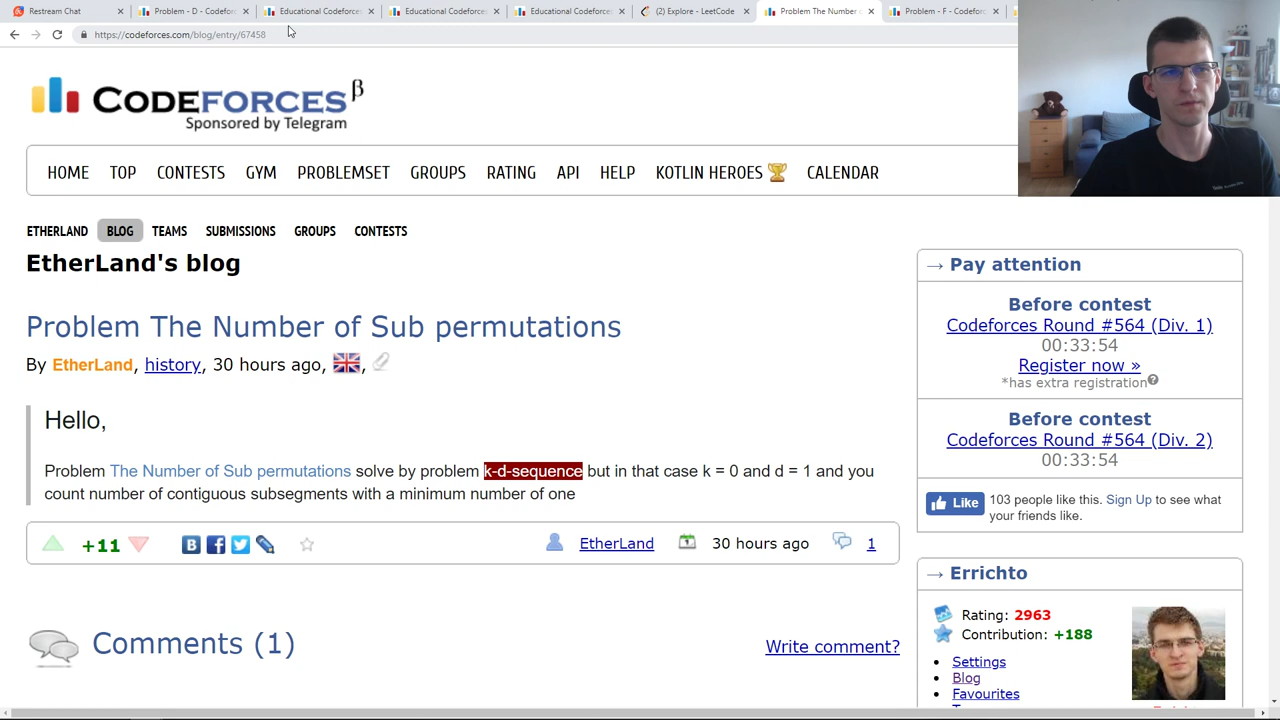 Restream Chat
Problem - D - Codeforc
Educational Codeforces
Educational Codeforces
Educational Codeforces
(2) Explore - LeetCode
Problem The Number o
Problem - F - Codeforc
https://codeforces.com/blog/entry/67458
CODEFORCES β
Sponsored by Telegram
HOME TOP CONTESTS GYM PROBLEMSET GROUPS RATING API HELP KOTLIN HEROES CALENDAR
ETHERLAND BLOG TEAMS SUBMISSIONS GROUPS CONTESTS
EtherLand's blog
Problem The Number of Sub permutations
By EtherLand, history, 30 hours ago,
Hello,
Problem The Number of Sub permutations solve by problem k-d-sequence but in that case k = 0 and d = 1 and you
count number of contiguous subsegments with a minimum number of one
+11
EtherLand 30 hours ago 1
Comments (1)
Write comment?
→ Pay attention
Before contest
Codeforces Round #564 (Div. 1)
00:33:54
Register now »
*has extra registration
Before contest
Codeforces Round #564 (Div. 2)
00:33:54
Like 103 people like this. Sign Up to see what
your friends like.
→ Errichto
Rating: 2963
Contribution: +188
Settings
Blog
Favourites